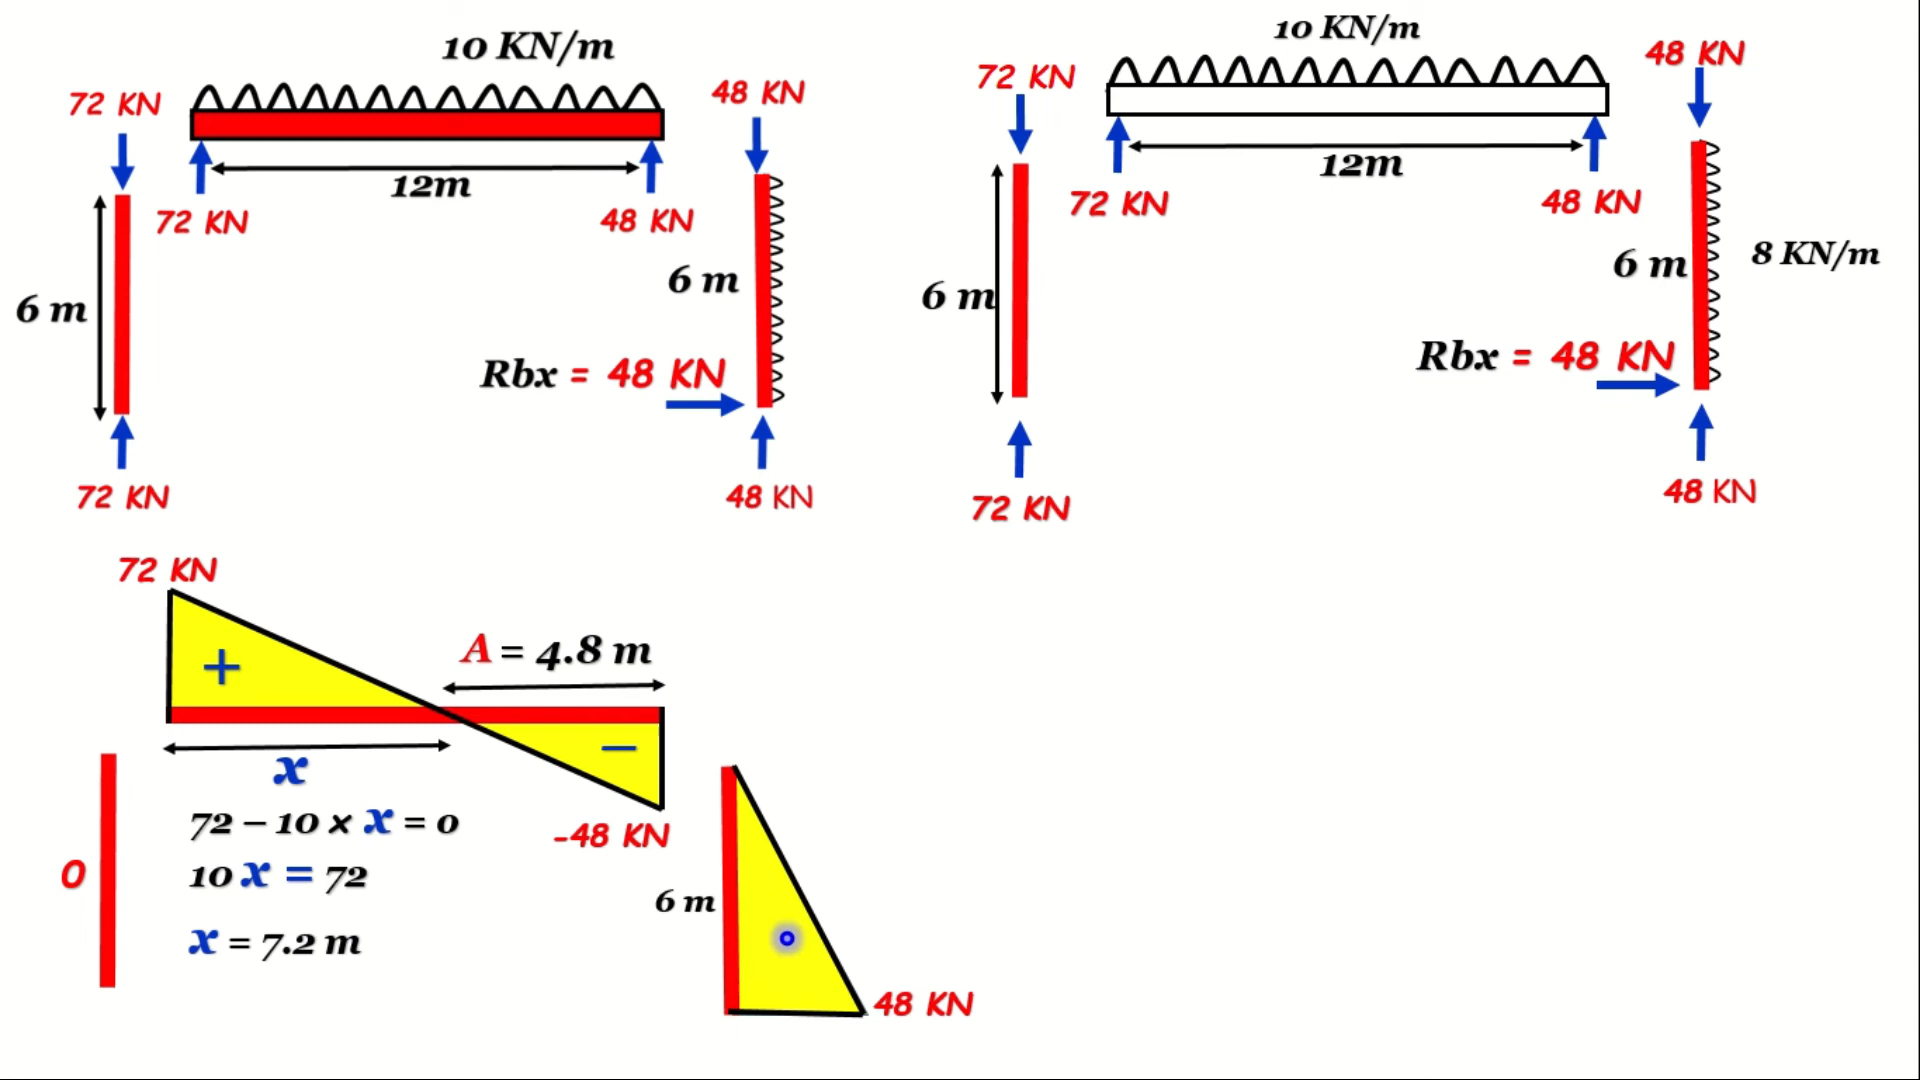 10 KN/m
72 KN
48 KN
12m
72 KN
48 KN
6 m
6 m
Rbx = 48 KN
72 KN
48 KN
10 KN/m
72 KN
48 KN
12m
72 KN
48 KN
6 m
6 m
8 KN/m
Rbx = 48 KN
72 KN
48 KN
72 KN
+
A = 4.8 m
−
x
72 – 10 × x = 0
-48 KN
0
10 x = 72
6 m
x = 7.2 m
48 KN